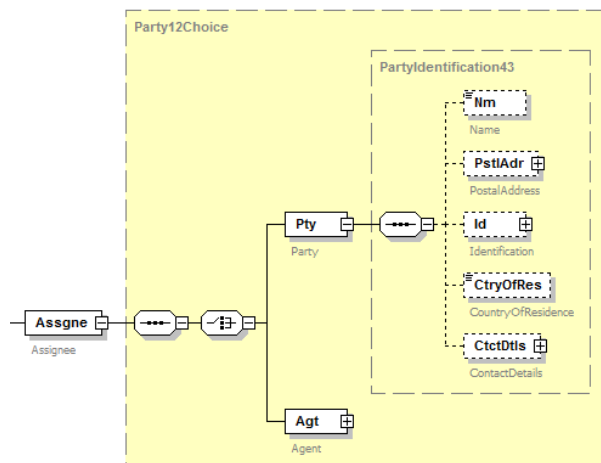 Party12Choice
PartyIdentification43
Nm
Name
PstlAdr
PostalAddress
Pty
Party
Id
Identification
CtryOfRes
CountryOfResidence
Assgne
Assignee
CtctDtls
ContactDetails
Agt
Agent